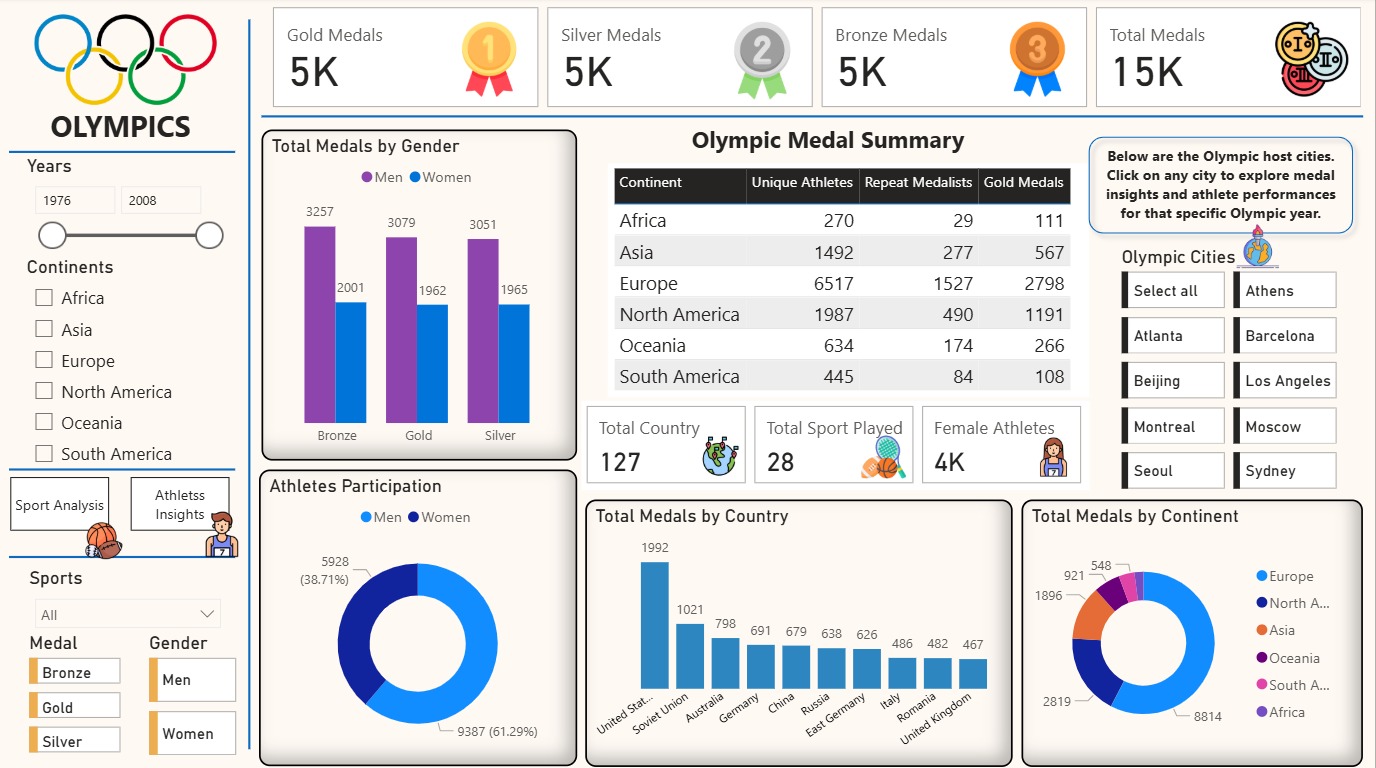 OLYMPICS
Years
1976 2008
Continents
Africa
Asia
Europe
North America
Oceania
South America
Sport Analysis
Athletss
Insights
7
Sports
All
Medal
Bronze
Gold
Silver
Gender
Men
Women
Gold Medals
5K
1
Silver Medals
5K
2
Bronze Medals
5K
3
Total Medals
15K
I
II
III
Total Medals by Gender
Men Women
3257 2001
3079 1962
3051 1965
Bronze Gold Silver
Athletes Participation
Men Women
5928
(38.71%)
9387 (61.29%)
Olympic Medal Summary
Continent Unique Athletes Repeat Medalists Gold Medals
Africa 270 29 111
Asia 1492 277 567
Europe 6517 1527 2798
North America 1987 490 1191
Oceania 634 174 266
South America 445 84 108
Total Country
127
Total Sport Played
28
Female Athletes
4K
7
Below are the Olympic host cities.
Click on any city to explore medal
insights and athlete performances
for that specific Olympic year.
Olympic Cities
Select all Athens
Atlanta Barcelona
Beijing Los Angeles
Montreal Moscow
Seoul Sydney
Total Medals by Country
1992 1021 798 691 679 638 626 486 482 467
United Stat... Soviet Union Australia Germany China Russia East Germany Italy Romania United Kingdom
Total Medals by Continent
548
921
1896
2819
8814
Europe
North A...
Asia
Oceania
South A...
Africa